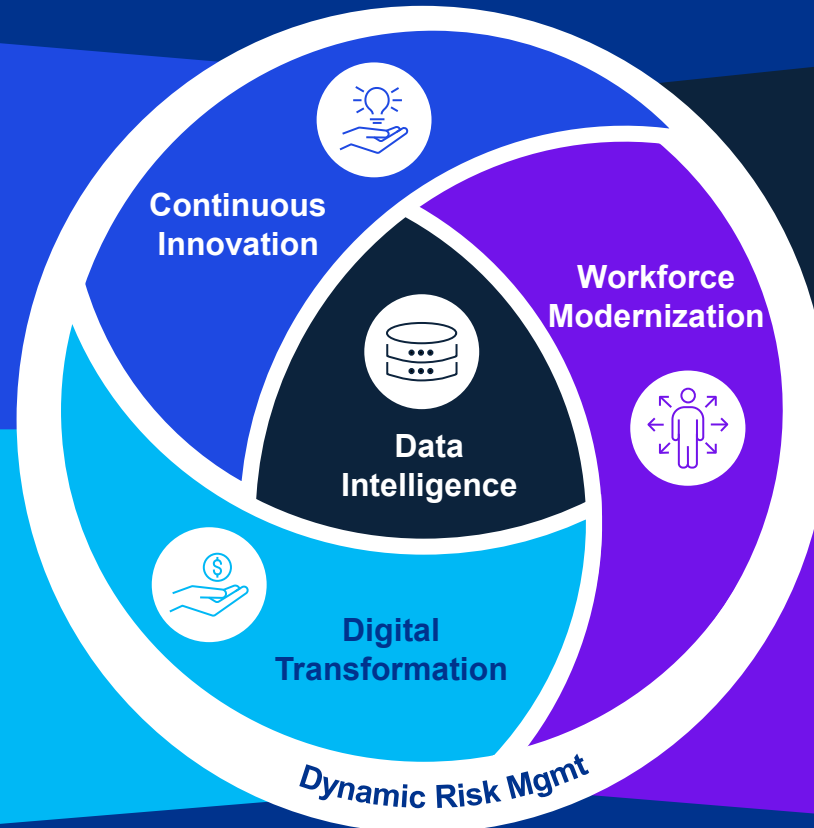 Continuous
Innovation
Workforce
Modernization
Data
Intelligence
$
Digital
Transformation
Dynamic Risk Mgmt